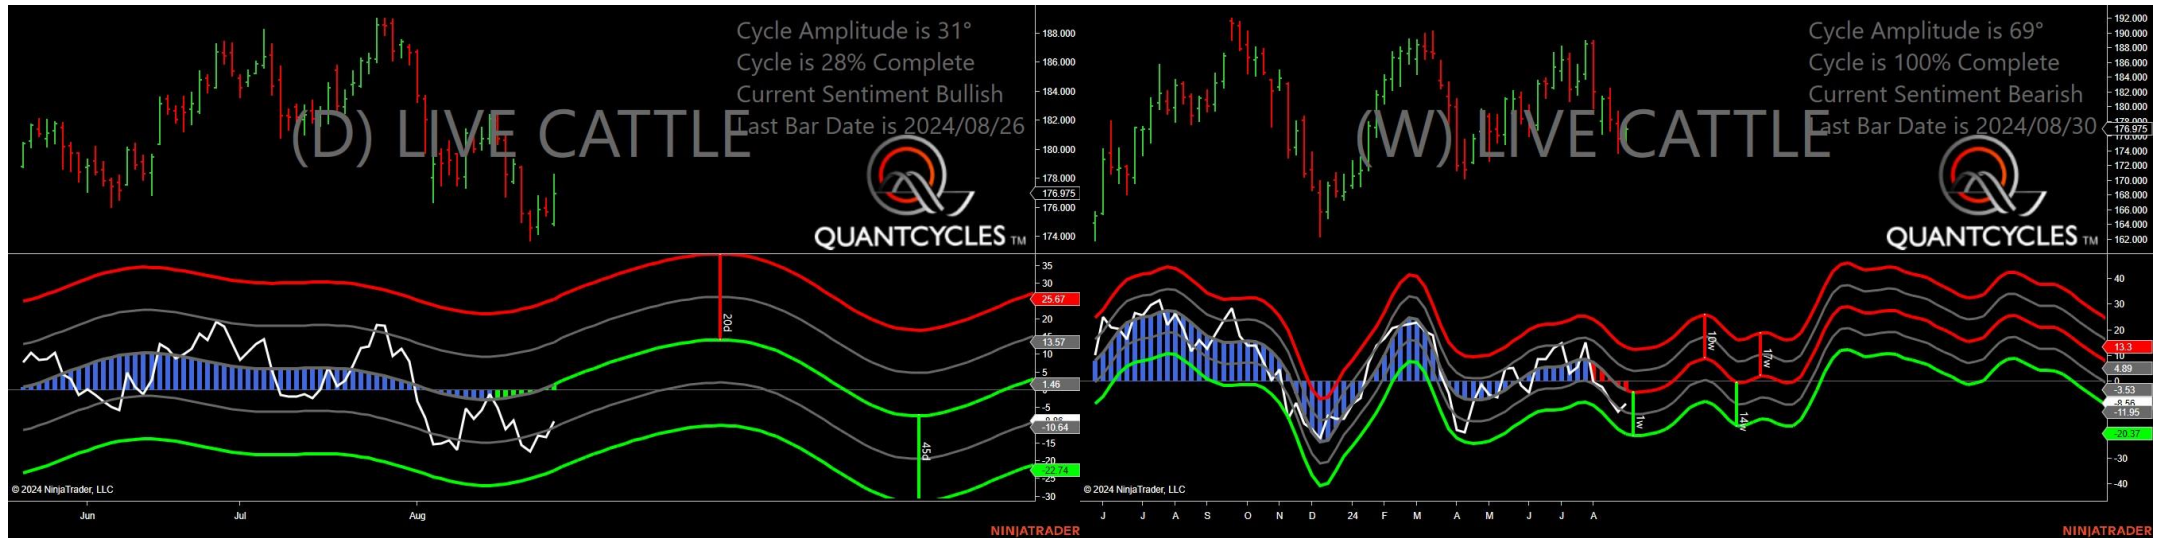 Cycle Amplitude is 31°
Cycle is 28% Complete
Current Sentiment Bullish
Last Bar Date is 2024/08/26
(D) LIVE CATTLE
QUANTCYCLES TM
188.000
186.000
184.000
182.000
180.000
178.000
176.975
176.000
174.000
35
30
25.67
20
15
13.57
10
5
1.46
-5
-10.64
-15
-20
-22.74
-25
-30
20d
45d
© 2024 NinjaTrader, LLC
Jun Jul Aug
NINJATRADER
Cycle Amplitude is 69°
Cycle is 100% Complete
Current Sentiment Bearish
Last Bar Date is 2024/08/30
(W) LIVE CATTLE
QUANTCYCLES TM
192.000
190.000
188.000
186.000
184.000
182.000
180.000
178.000
176.975
176.000
174.000
172.000
170.000
168.000
166.000
164.000
162.000
40
30
20
13.3
10
4.89
0
-3.53
-8.56
-11.95
-20.37
-30
-40
1w
10w
14w
17w
© 2024 NinjaTrader, LLC
J J A S O N D 24 F M A M J J A
NINJATRADER